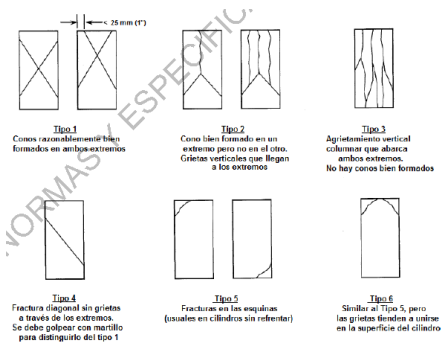 < 25 mm (1")
Tipo 1
Conos razonablemente bien
formados en ambos extremos
Tipo 2
Cono bien formado en un
extremo pero no en el otro.
Grietas verticales que llegan
a los extremos
Tipo 3
Agrietamiento vertical
columnar que abarca
ambos extremos.
No hay conos bien formados
Tipo 4
Fractura diagonal sin grietas
a través de los extremos.
Se debe golpear con martillo
para distinguirlo del tipo 1
Tipo 5
Fracturas en las esquinas
(usuales en cilindros sin refrentar)
Tipo 6
Similar al Tipo 5, pero
las grietas tienden a unirse
en la superficie del cilindro
NORMAS Y ESPECIFIC